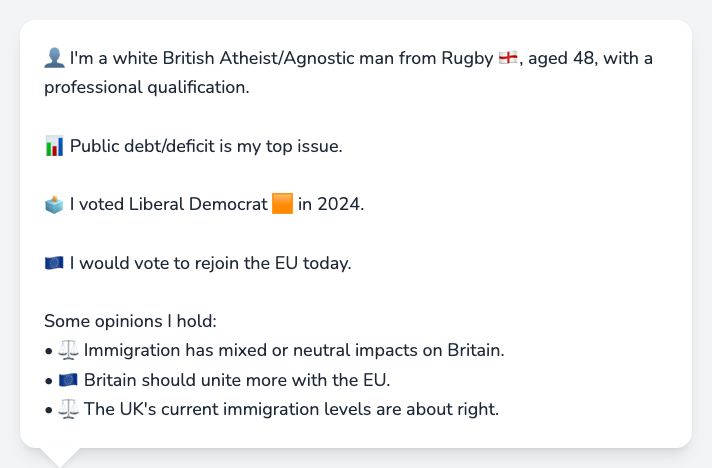 👤 I'm a white British Atheist/Agnostic man from Rugby 🏴󠁧󠁢󠁥󠁮󠁧󠁿, aged 48, with a
professional qualification.
📊 Public debt/deficit is my top issue.
🗳️ I voted Liberal Democrat 🟧 in 2024.
🇪🇺 I would vote to rejoin the EU today.
Some opinions I hold:
• ⚖️ Immigration has mixed or neutral impacts on Britain.
• 🇪🇺 Britain should unite more with the EU.
• ⚖️ The UK's current immigration levels are about right.